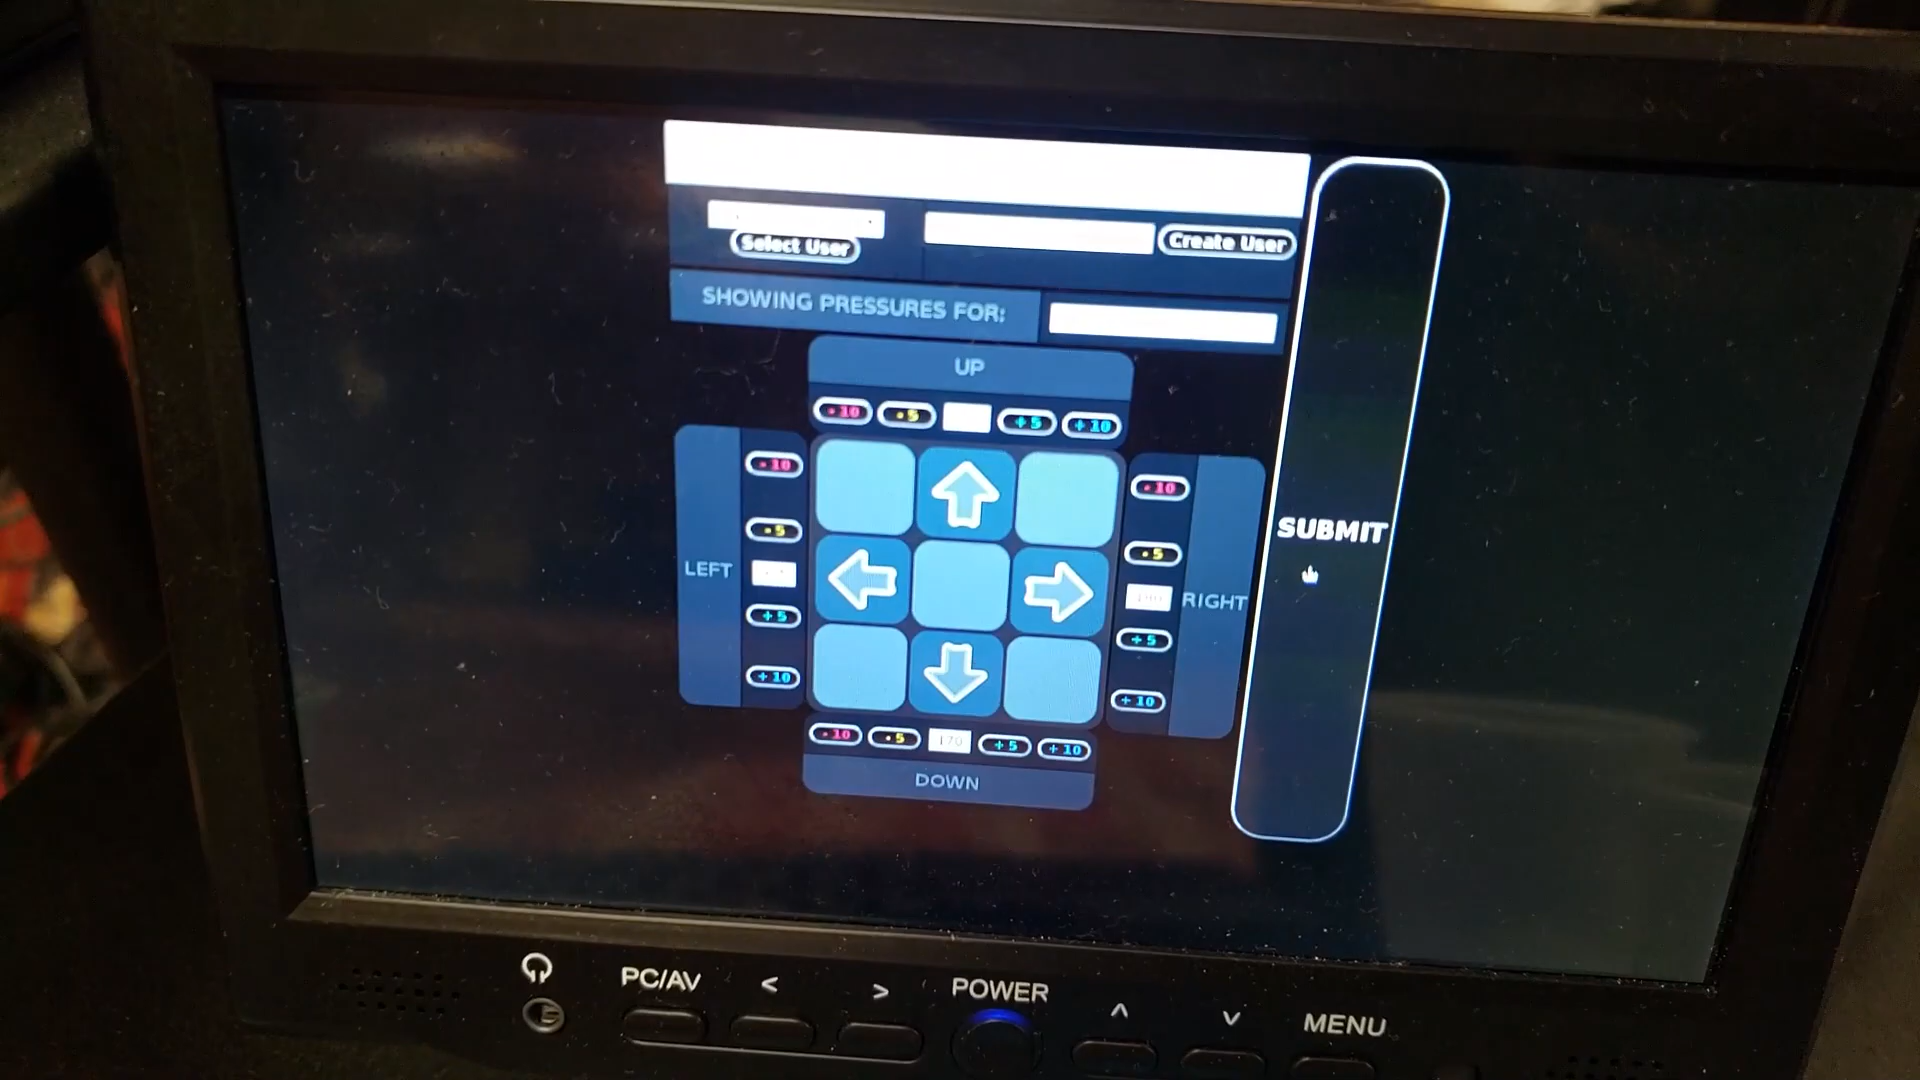 Select User
Create User
SHOWING PRESSURES FOR:
UP
-10 -5 +5 +10
-10
-5
+5
+10
LEFT
SUBMIT
-10
-5
+5
+10
RIGHT
-10 -5 170 +5 +10
DOWN
PC/AV < > POWER ^ v MENU